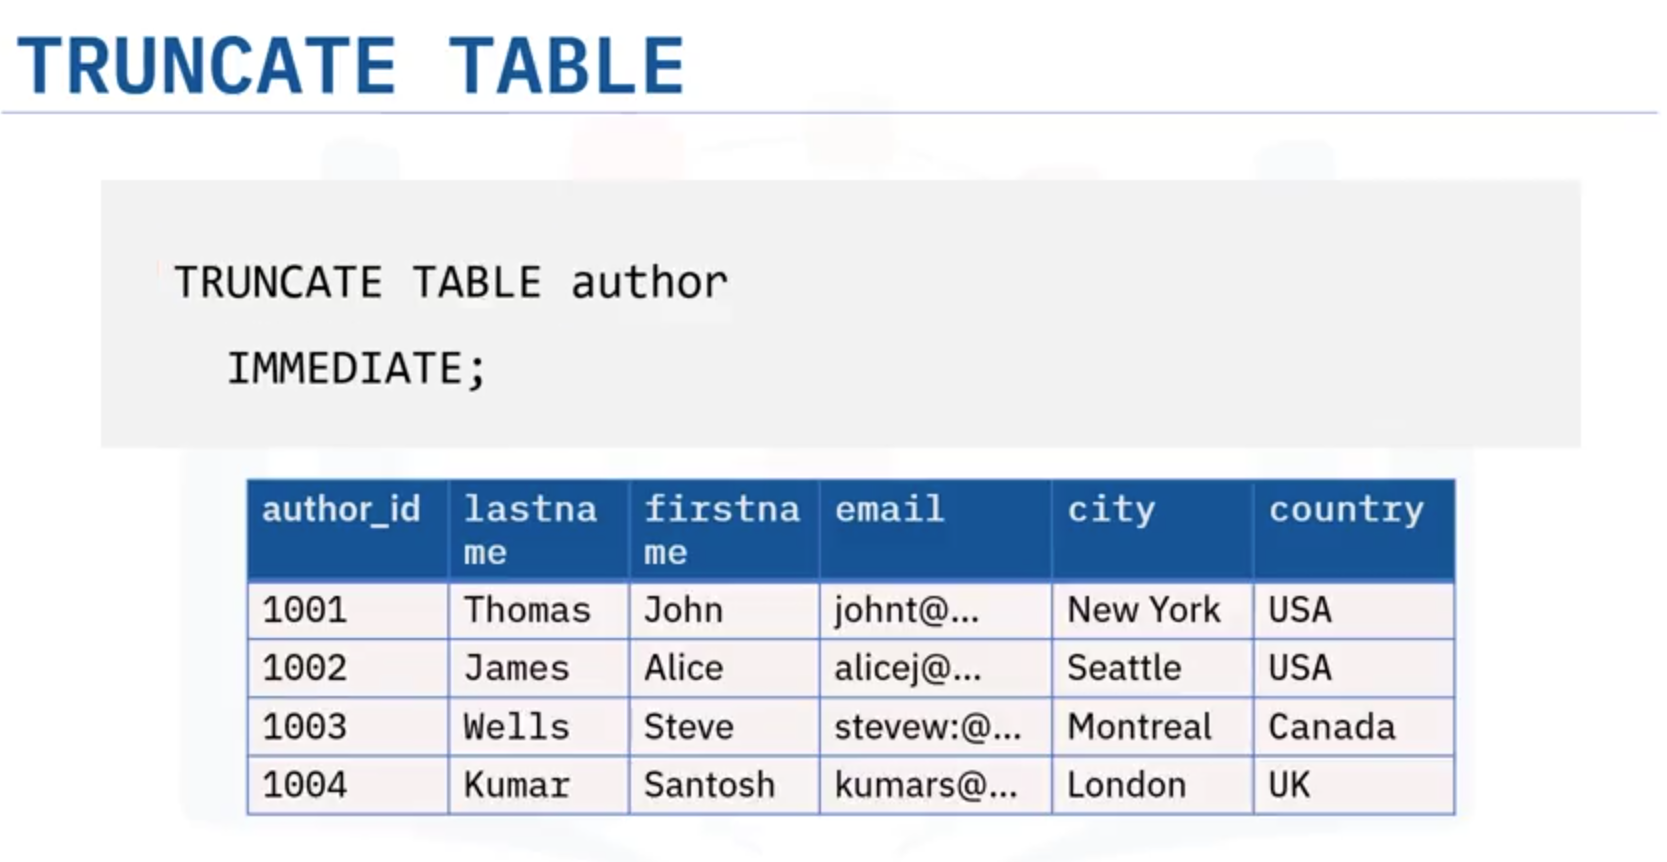 TRUNCATE TABLE
TRUNCATE TABLE author
IMMEDIATE;
author_id lastna firstna email city country
me me
1001 Thomas John johnt@... New York USA
1002 James Alice alicej@... Seattle USA
1003 Wells Steve stevew:@... Montreal Canada
1004 Kumar Santosh kumars@... London UK